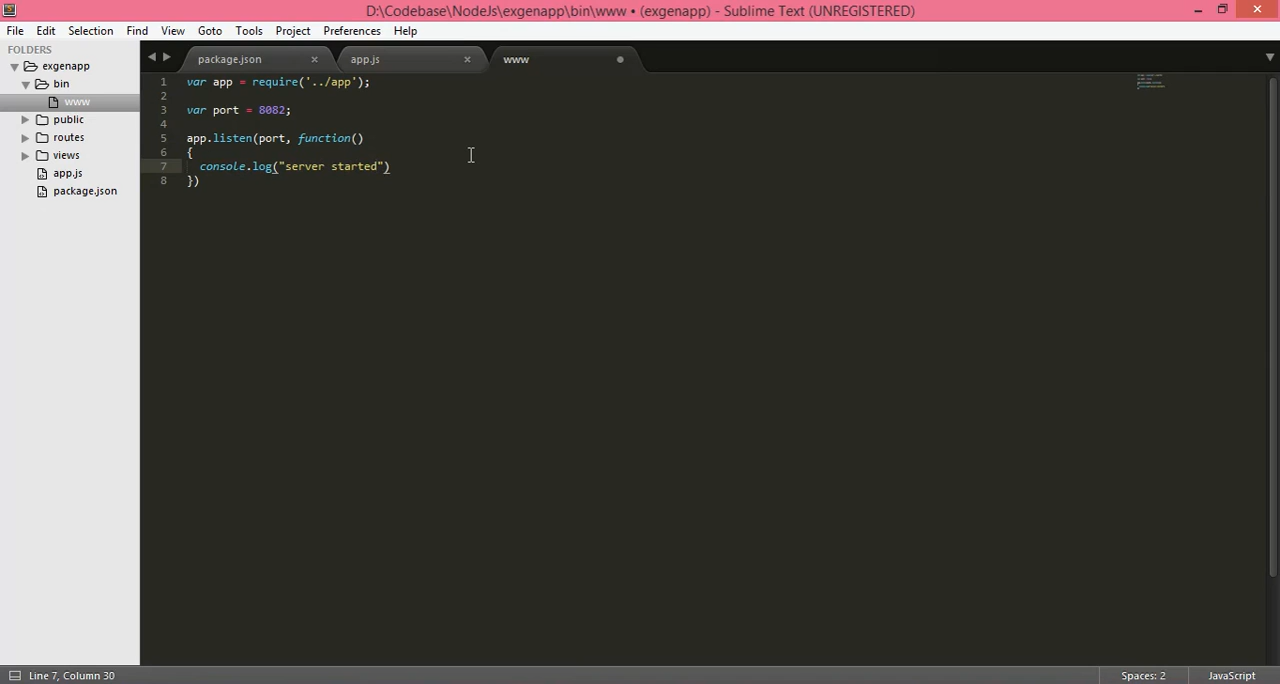 D:\Codebase\NodeJs\exgenapp\bin\www • (exgenapp) - Sublime Text (UNREGISTERED)
File Edit Selection Find View Goto Tools Project Preferences Help
FOLDERS
exgenapp
bin
www
public
routes
views
app.js
package.json
package.json app.js www
1 var app = require('../app');
2
3 var port = 8082;
4
5 app.listen(port, function()
6 {
7 console.log("server started")
8 })
Line 7, Column 30 Spaces: 2 JavaScript